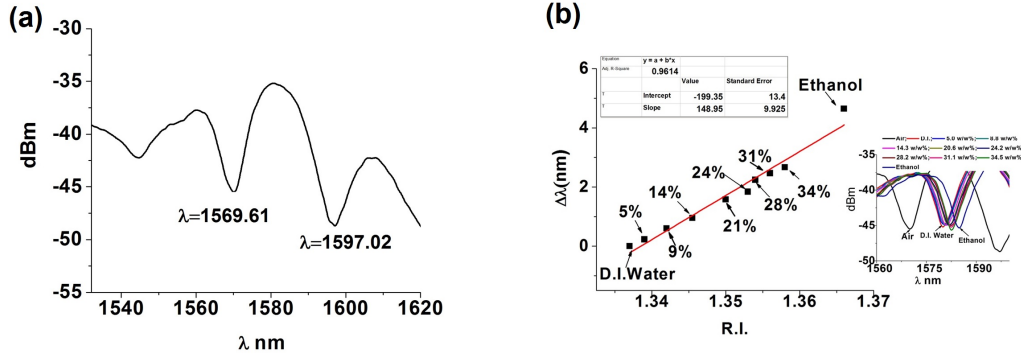 (a)
-30
-35
-40
-45
-50
-55
dBm
λ=1569.61
λ=1597.02
1540 1560 1580 1600 1620
λ nm
(b)
6
4
2
0
Δλ(nm)
Equation y = a + b*x
Adj. R-Square 0.9614
Value Standard Error
T Intercept -199.35 13.4
T Slope 148.95 9.925
Ethanol
31%
24%
14%
5%
34%
28%
21%
9%
D.I.Water
1.34 1.35 1.36 1.37
R.I.
Air; D.I.; 5.0 w/w%; 8.8 w/w%
14.3 w/w%; 20.6 w/w%; 24.2 w/w%;
28.2 w/w%; 31.1 w/w%; 34.5 w/w%;
Ethanol
-35
-40
-45
-50
dBm
Air D.I. Water Ethanol
1560 1575 1590
λ nm